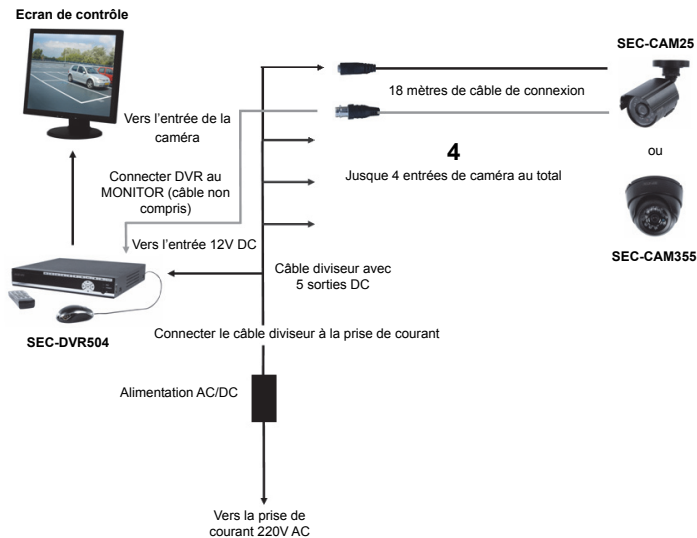 Ecran de contrôle
SEC-CAM25
18 mètres de câble de connexion
Vers l’entrée de la
caméra
4
ou
Jusque 4 entrées de caméra au total
Connecter DVR au
MONITOR (câble non
compris)
Vers l’entrée 12V DC
SEC-CAM355
Câble diviseur avec
5 sorties DC
SEC-DVR504
Connecter le câble diviseur à la prise de courant
Alimentation AC/DC
Vers la prise de
courant 220V AC